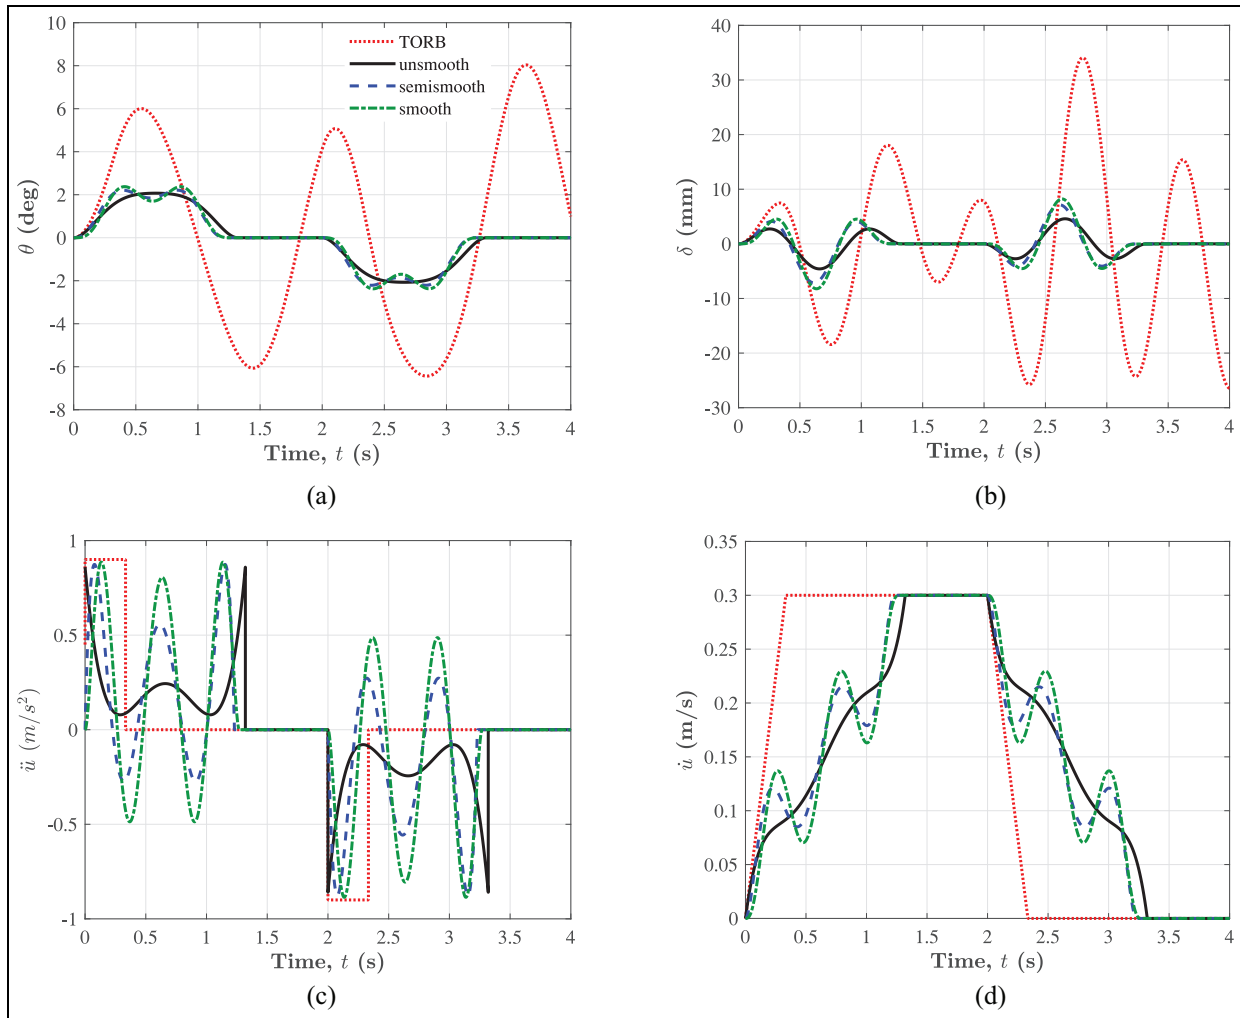 10
8
6
4
2
0
-2
-4
-6
-8
θ (deg)
TORB
unsmooth
semismooth
smooth
0 0.5 1 1.5 2 2.5 3 3.5 4
Time, t (s)
(a)
40
30
20
10
0
-10
-20
-30
δ (mm)
0 0.5 1 1.5 2 2.5 3 3.5 4
Time, t (s)
(b)
1
0.5
0
-0.5
-1
ü (m/s²)
0 0.5 1 1.5 2 2.5 3 3.5 4
Time, t (s)
(c)
0.35
0.3
0.25
0.2
0.15
0.1
0.05
0
u̇ (m/s)
0 0.5 1 1.5 2 2.5 3 3.5 4
Time, t (s)
(d)